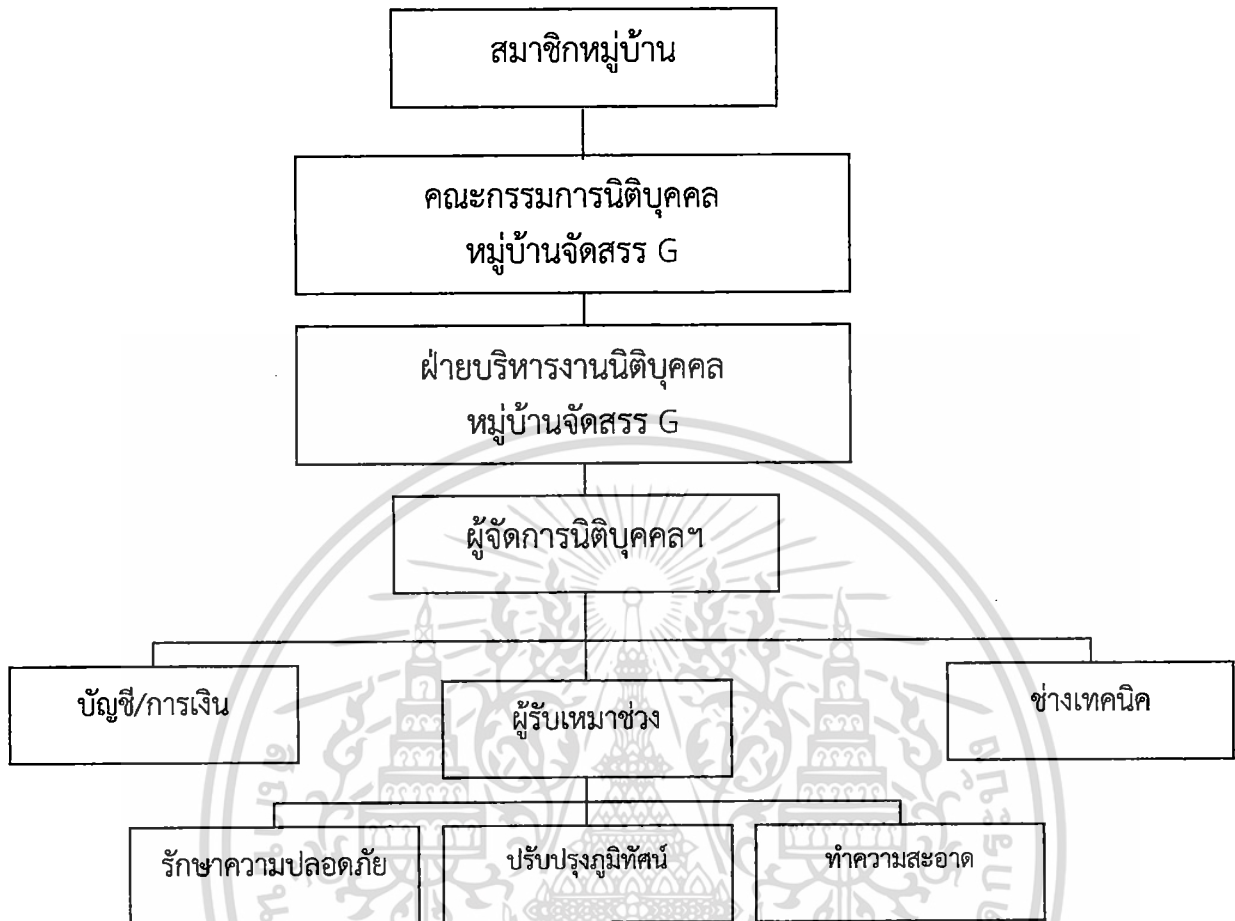 สมาชิกหมู่บ้าน
คณะกรรมการนิติบุคคล
หมู่บ้านจัดสรร G
ฝ่ายบริหารงานนิติบุคคล
หมู่บ้านจัดสรร G
ผู้จัดการนิติบุคคลฯ
บัญชี/การเงิน
ผู้รับเหมาช่วง
ช่างเทคนิค
รักษาความปลอดภัย
ปรับปรุงภูมิทัศน์
ทำความสะอาด